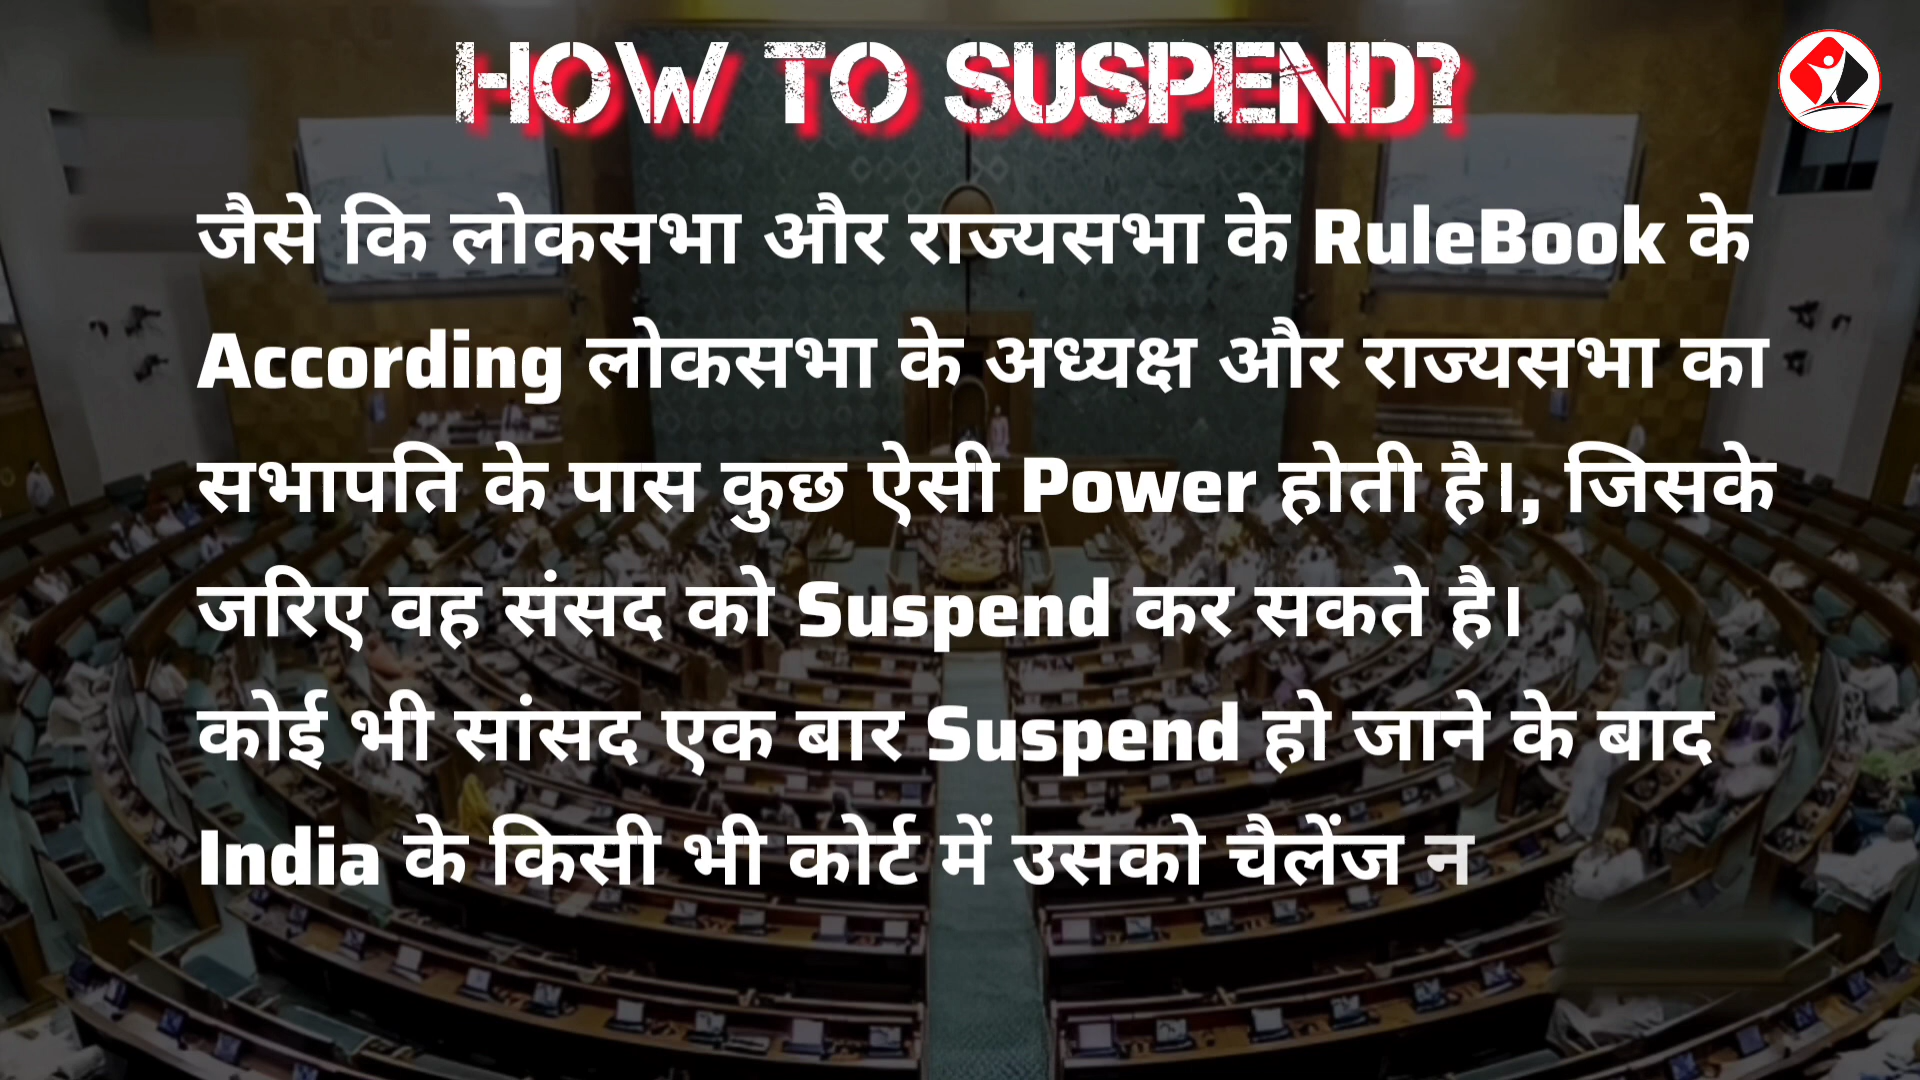 HOW TO SUSPEND?
जैसे कि लोकसभा और राज्यसभा के RuleBook के
According लोकसभा के अध्यक्ष और राज्यसभा का
सभापति के पास कुछ ऐसी Power होती है।, जिसके
जरिए वह संसद को Suspend कर सकते है।
कोई भी सांसद एक बार Suspend हो जाने के बाद
India के किसी भी कोर्ट में उसको चैलेंज न